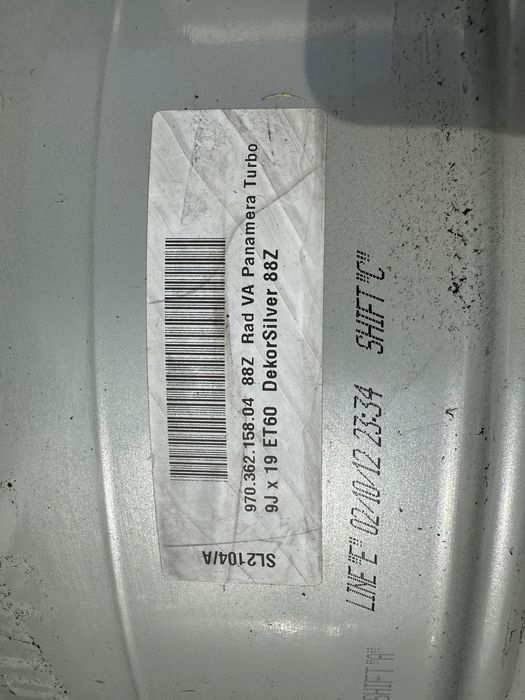 SL2104/A
970.362.158.04 88Z Rad VA Panamera Turbo
9J x 19 ET60 DekorSilver 88Z
LINE "E" 02/10/12 23:34 SHIFT "C"
SHIFT "A"